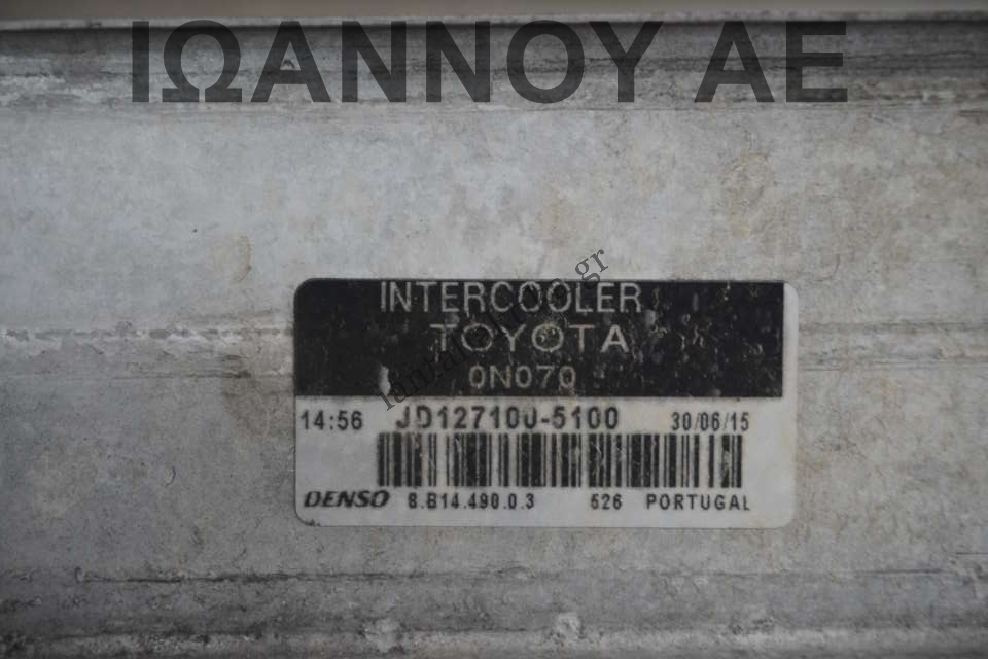 ΙΩΑΝΝΟΥ ΑΕ
INTERCOOLER
TOYOTA
0N070
14:56 JD127100-5100 30/06/15
DENSO 8.B14.490.0.3 526 PORTUGAL